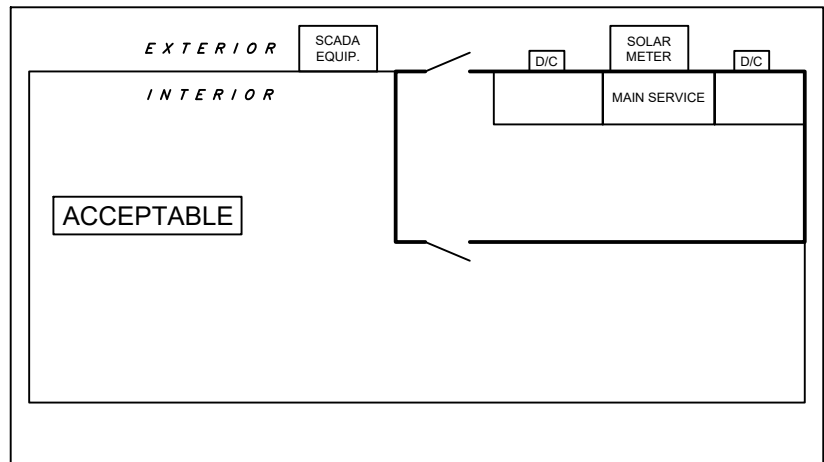 EXTERIOR
SCADA
EQUIP.
D/C
SOLAR
METER
D/C
INTERIOR
MAIN SERVICE
ACCEPTABLE